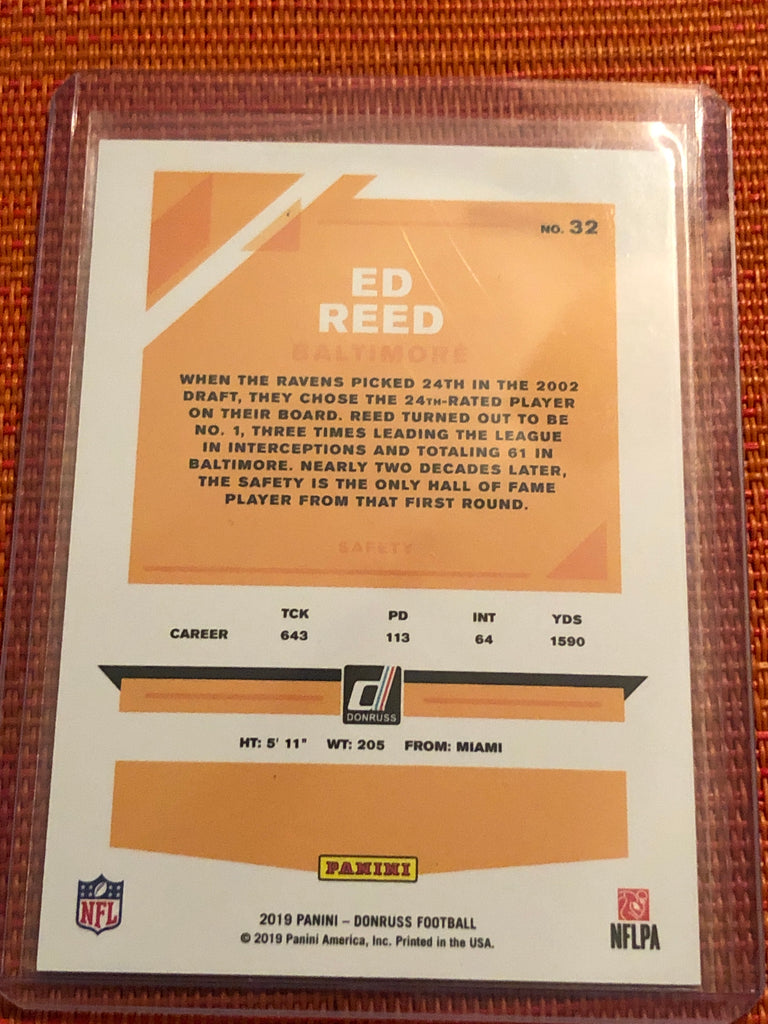 NO. 32
ED
REED
BALTIMORE
WHEN THE RAVENS PICKED 24TH IN THE 2002
DRAFT, THEY CHOSE THE 24TH-RATED PLAYER
ON THEIR BOARD. REED TURNED OUT TO BE
NO. 1, THREE TIMES LEADING THE LEAGUE
IN INTERCEPTIONS AND TOTALING 61 IN
BALTIMORE. NEARLY TWO DECADES LATER,
THE SAFETY IS THE ONLY HALL OF FAME
PLAYER FROM THAT FIRST ROUND.
SAFETY
TCK PD INT YDS
CAREER 643 113 64 1590
d
DONRUSS
HT: 5' 11" WT: 205 FROM: MIAMI
PANINI
NFL
2019 PANINI – DONRUSS FOOTBALL
© 2019 Panini America, Inc. Printed in the USA.
NFLPA